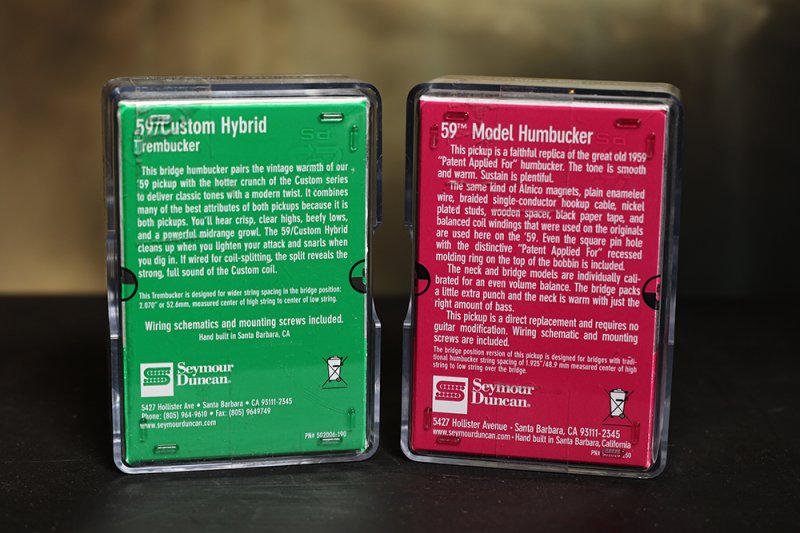 59/Custom Hybrid
Trembucker
This bridge humbucker pairs the vintage warmth of our
'59 pickup with the hotter crunch of the Custom series
to deliver classic tones with a modern twist. It combines
many of the best attributes of both pickups because it is
both pickups. You'll hear crisp, clear highs, beefy lows,
and a powerful midrange growl. The 59/Custom Hybrid
cleans up when you lighten your attack and snarls when
you dig in. If wired for coil-splitting, the split reveals the
strong, full sound of the Custom coil.
This Trembucker is designed for wider string spacing in the bridge position:
2.070" or 52.6mm, measured center of high string to center of low string.
Wiring schematics and mounting screws included.
Hand built in Santa Barbara, CA
Seymour
Duncan®
5427 Hollister Ave • Santa Barbara • CA 93111-2345
Phone: (805) 964-9610 • Fax: (805) 9649749
www.seymourduncan.com
PN# 502006-190
59™ Model Humbucker
This pickup is a faithful replica of the great old 1959
"Patent Applied For" humbucker. The tone is smooth
and warm. Sustain is plentiful.
The same kind of Alnico magnets, plain enameled
wire, braided single-conductor hookup cable, nickel
plated studs, wooden spacer, black paper tape, and
balanced coil windings that were used on the originals
are used here on the '59. Even the square pin hole
with the distinctive "Patent Applied For" recessed
molding ring on the top of the bobbin is included.
The neck and bridge models are individually cali-
brated for an even volume balance. The bridge packs
a little extra punch and the neck is warm with just the
right amount of bass.
This pickup is a direct replacement and requires no
guitar modification. Wiring schematic and mounting
screws are included.
The bridge position version of this pickup is designed for bridges with tradi-
tional humbucker string spacing of 1.925"/48.9 mm measured center of high
string to low string over the bridge.
Seymour
Duncan®
5427 Hollister Avenue • Santa Barbara, CA 93111-2345
www.seymourduncan.com • Hand built in Santa Barbara, California
PN#